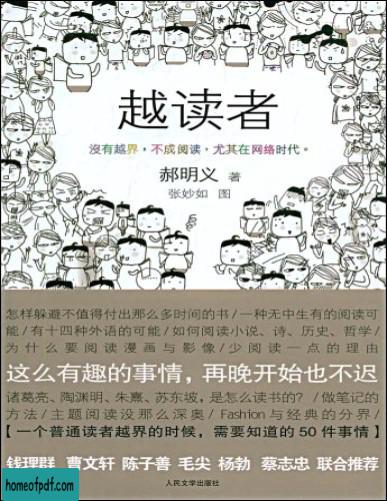 越读者
没有越界,不成阅读,尤其在网络时代。
郝明义 著
张妙如 图
怎样躲避不值得付出那么多时间的书/一种无中生有的阅读可
能/有十四种外语的可能/如何阅读小说、诗、历史、哲学/
为什么要阅读漫画与影像/少阅读一点的理由
这么有趣的事情,再晚开始也不迟
诸葛亮、陶渊明、朱熹、苏东坡,是怎么读书的?/做笔记的
方法/主题阅读没那么深奥/Fashion与经典的分界/
【一个普通读者越界的时候,需要知道的50件事情】
钱理群 曹文轩 陈子善 毛尖 杨勃 蔡志忠 联合推荐
人民文学出版社
homeofpdf.com